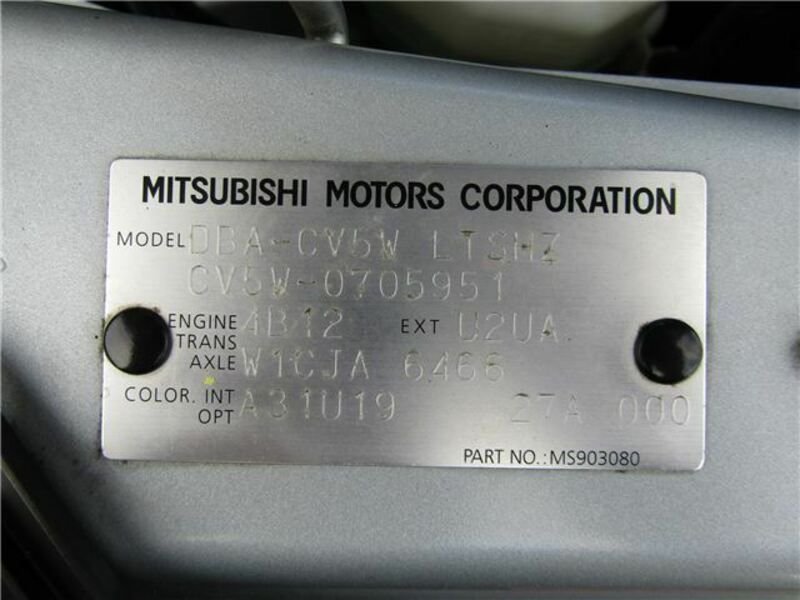 MITSUBISHI MOTORS CORPORATION
MODEL DBA-CV5W LTSHZ
CV5W-0705951
ENGINE 4B12 EXT U2UA
TRANS
AXLE W1CJA 6466
COLOR. INT
OPT A31U19 27A 000
PART NO.:MS903080